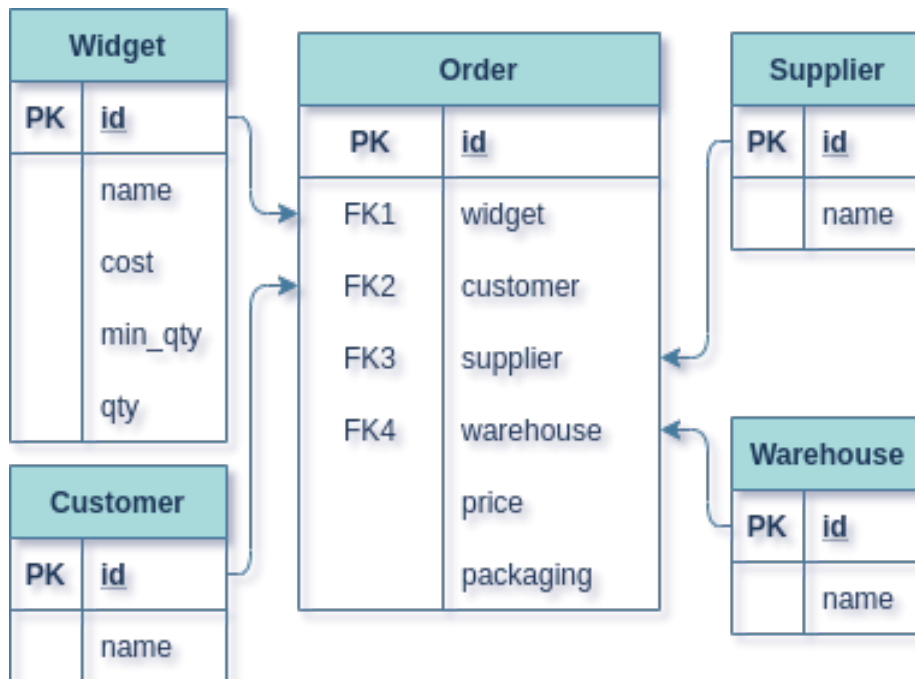 Widget
PK id
name
cost
min_qty
qty
Customer
PK id
name
Order
PK id
FK1 widget
FK2 customer
FK3 supplier
FK4 warehouse
price
packaging
Supplier
PK id
name
Warehouse
PK id
name